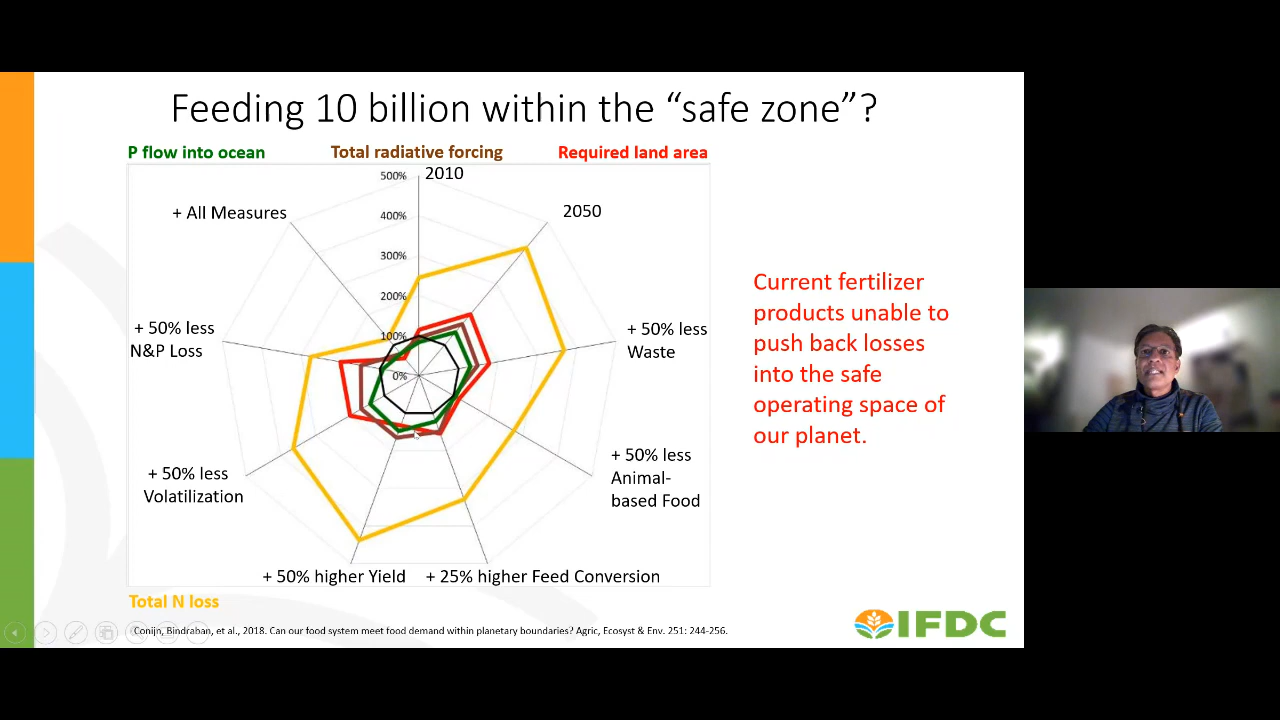 Feeding 10 billion within the “safe zone”?
P flow into ocean
Total radiative forcing
Required land area
500%
400%
300%
200%
100%
0%
2010
2050
+ 50% less
Waste
+ 50% less
Animal-
based Food
+ 25% higher Feed Conversion
+ 50% higher Yield
+ 50% less
Volatilization
+ 50% less
N&P Loss
+ All Measures
Total N loss
Current fertilizer
products unable to
push back losses
into the safe
operating space of
our planet.
Conijn, Bindraban, et al., 2018. Can our food system meet food demand within planetary boundaries? Agric, Ecosyst & Env. 251: 244-256.
IFDC